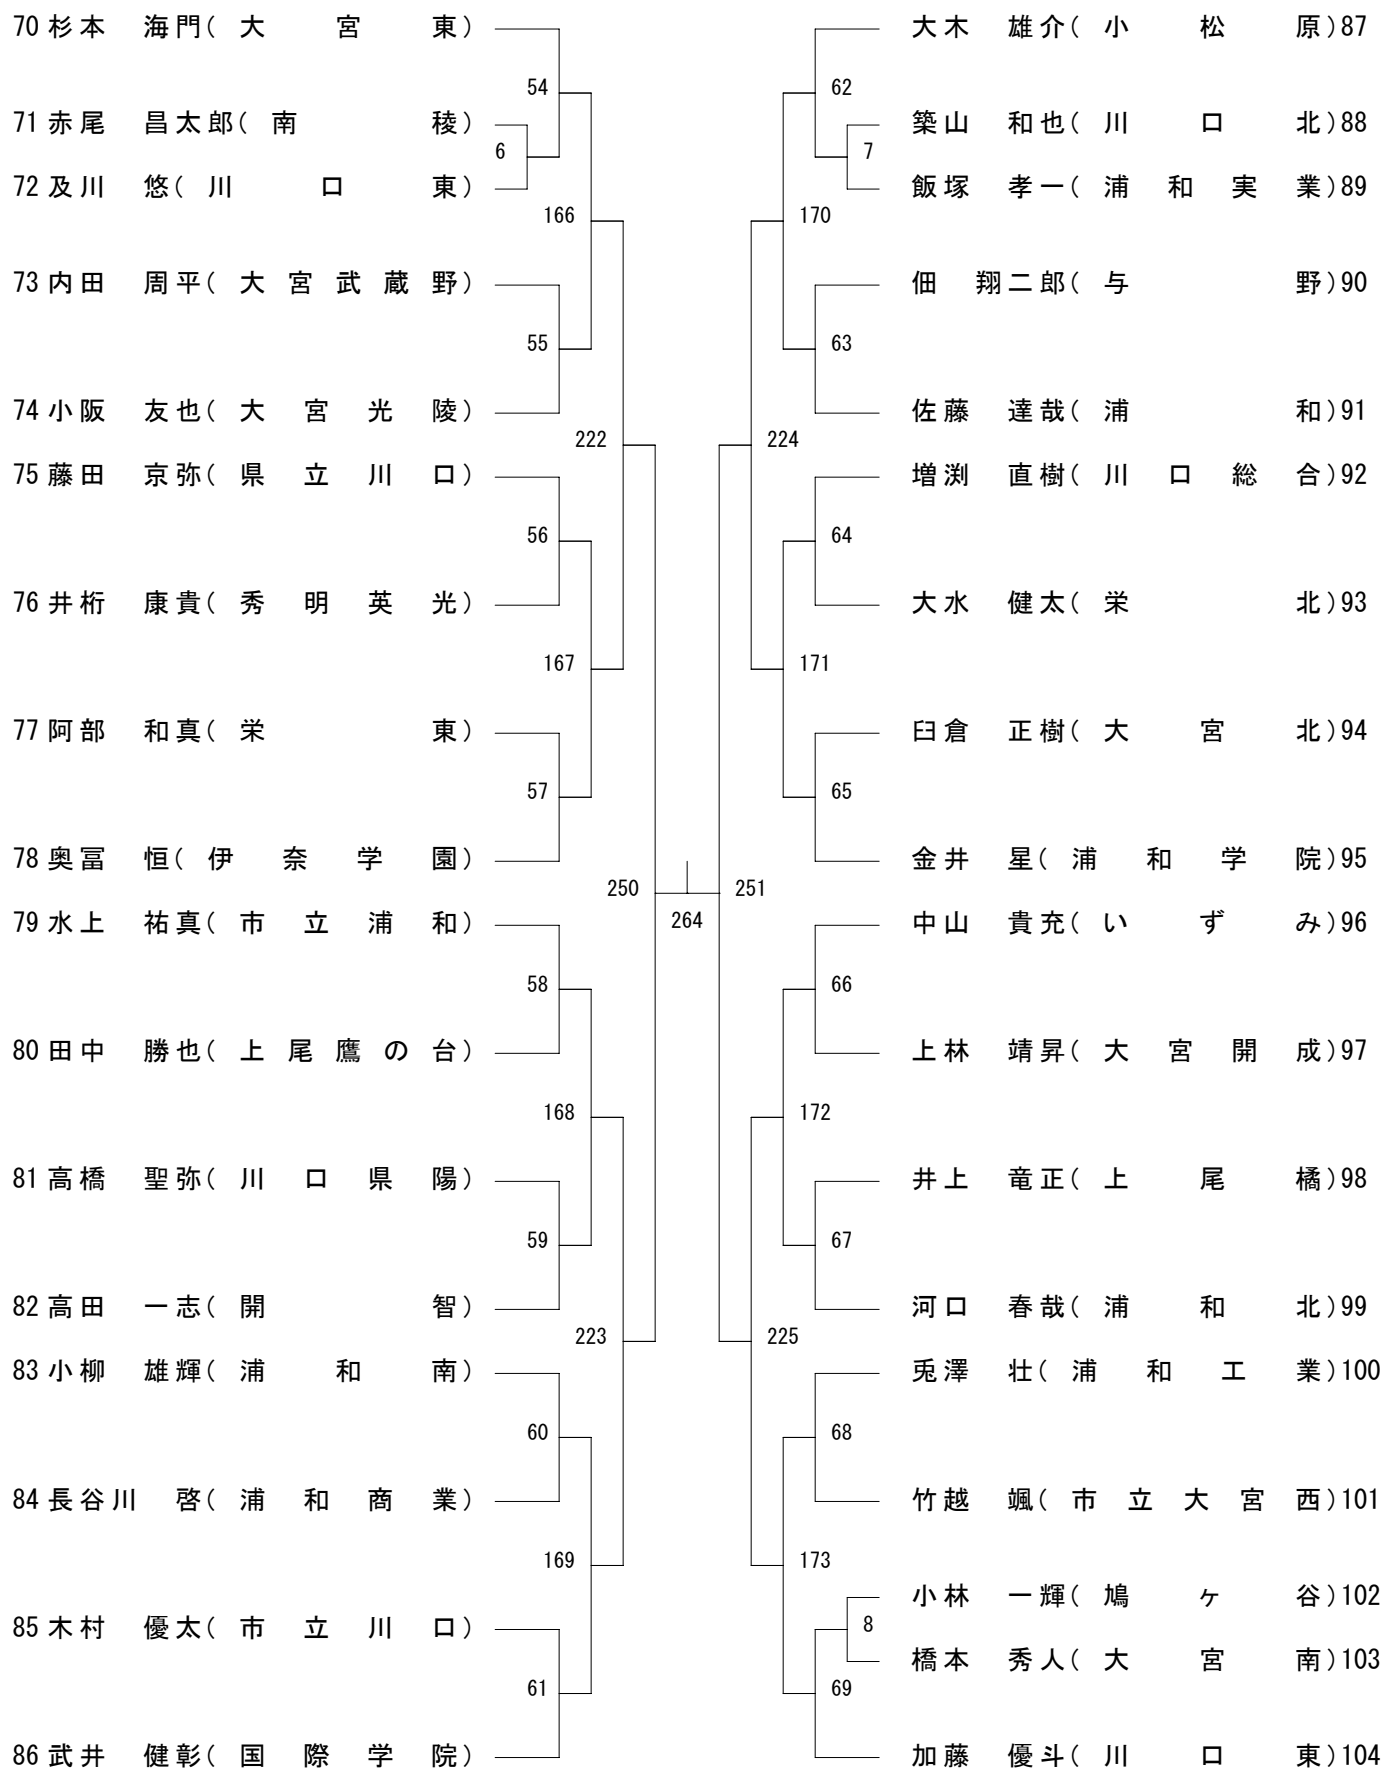 70 杉本 海門( 大 宮 東 )
54
71 赤尾 昌太郎( 南 稜 )
6
72 及川 悠( 川 口 東 )
166
73 内田 周平( 大 宮 武 蔵 野 )
55
74 小阪 友也( 大 宮 光 陵 )
222
75 藤田 京弥( 県 立 川 口 )
56
76 井桁 康貴( 秀 明 英 光 )
167
77 阿部 和真( 栄 東 )
57
78 奥冨 恒( 伊 奈 学 園 )
250
79 水上 祐真( 市 立 浦 和 )
58
80 田中 勝也( 上 尾 鷹 の 台 )
168
81 高橋 聖弥( 川 口 県 陽 )
59
82 高田 一志( 開 智 )
223
83 小柳 雄輝( 浦 和 南 )
60
84 長谷川 啓( 浦 和 商 業 )
169
85 木村 優太( 市 立 川 口 )
61
86 武井 健彰( 国 際 学 院 )
264
大木 雄介( 小 松 原 )87
62
築山 和也( 川 口 北 )88
7
飯塚 孝一( 浦 和 実 業 )89
170
佃 翔二郎( 与 野 )90
63
佐藤 達哉( 浦 和 )91
224
増渕 直樹( 川 口 総 合 )92
64
大水 健太( 栄 北 )93
171
臼倉 正樹( 大 宮 北 )94
65
金井 星( 浦 和 学 院 )95
251
中山 貴充( い ず み )96
66
上林 靖昇( 大 宮 開 成 )97
172
井上 竜正( 上 尾 橘 )98
67
河口 春哉( 浦 和 北 )99
225
兎澤 壮( 浦 和 工 業 )100
68
竹越 颯( 市 立 大 宮 西 )101
173
小林 一輝( 鳩 ヶ 谷 )102
8
橋本 秀人( 大 宮 南 )103
69
加藤 優斗( 川 口 東 )104